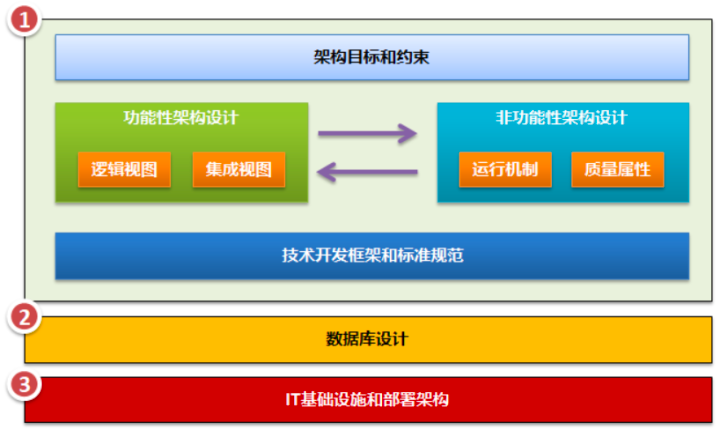 1
架构目标和约束
功能性架构设计
逻辑视图 集成视图
非功能性架构设计
运行机制 质量属性
技术开发框架和标准规范
2
数据库设计
3
IT基础设施和部署架构